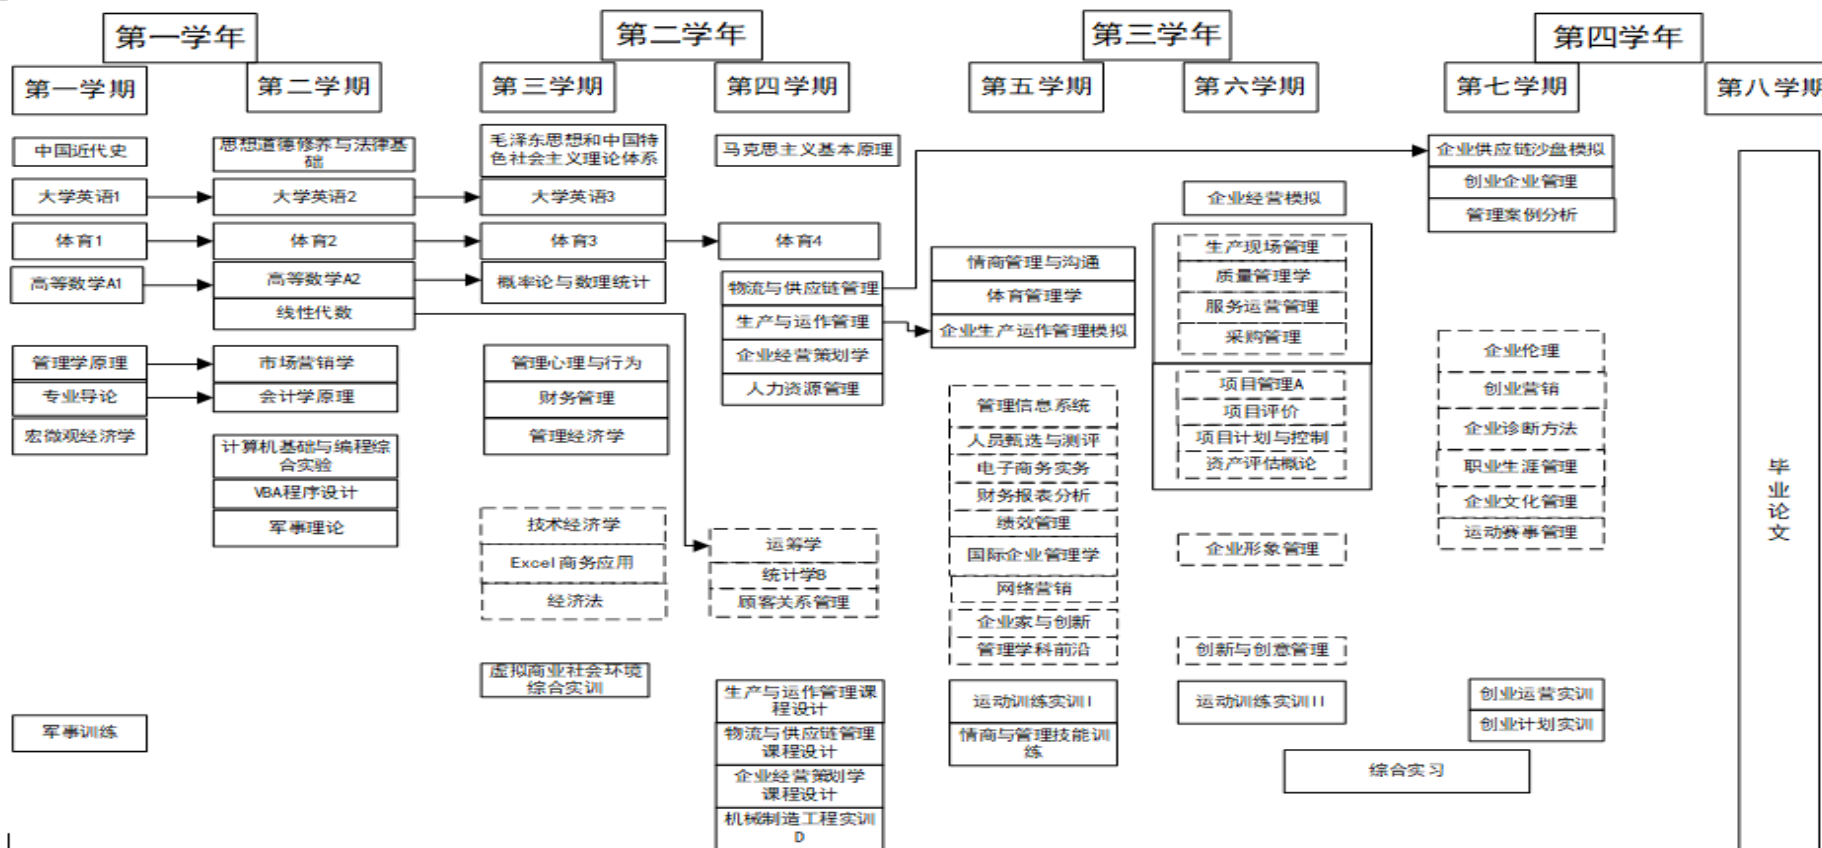 第一学年
第二学年
第三学年
第四学年
第一学期
第二学期
第三学期
第四学期
第五学期
第六学期
第七学期
第八学期
中国近代史
大学英语1
体育1
高等数学A1
管理学原理
专业导论
宏微观经济学
军事训练
思想道德修养与法律基
础
大学英语2
体育2
高等数学A2
线性代数
市场营销学
会计学原理
计算机基础与编程综
合实验
VBA程序设计
军事理论
毛泽东思想和中国特
色社会主义理论体系
大学英语3
体育3
概率论与数理统计
管理心理与行为
财务管理
管理经济学
技术经济学
Excel商务应用
经济法
虚拟商业社会环境
综合实训
马克思主义基本原理
体育4
物流与供应链管理
生产与运作管理
企业经营策划学
人力资源管理
运筹学
统计学B
顾客关系管理
生产与运作管理课
程设计
物流与供应链管理
课程设计
企业经营策划学
课程设计
机械制造工程实训
D
情商管理与沟通
体育管理学
企业生产运作管理模拟
管理信息系统
人员甄选与测评
电子商务实务
财务报表分析
绩效管理
国际企业管理学
网络营销
企业家与创新
管理学科前沿
运动训练实训I
情商与管理技能训
练
企业经营模拟
生产现场管理
质量管理学
服务运营管理
采购管理
项目管理A
项目评价
项目计划与控制
资产评估概论
企业形象管理
创新与创意管理
运动训练实训II
综合实习
企业供应链沙盘模拟
创业企业管理
管理案例分析
企业伦理
创业营销
企业诊断方法
职业生涯管理
企业文化管理
运动赛事管理
创业运营实训
创业计划实训
毕
业
论
文